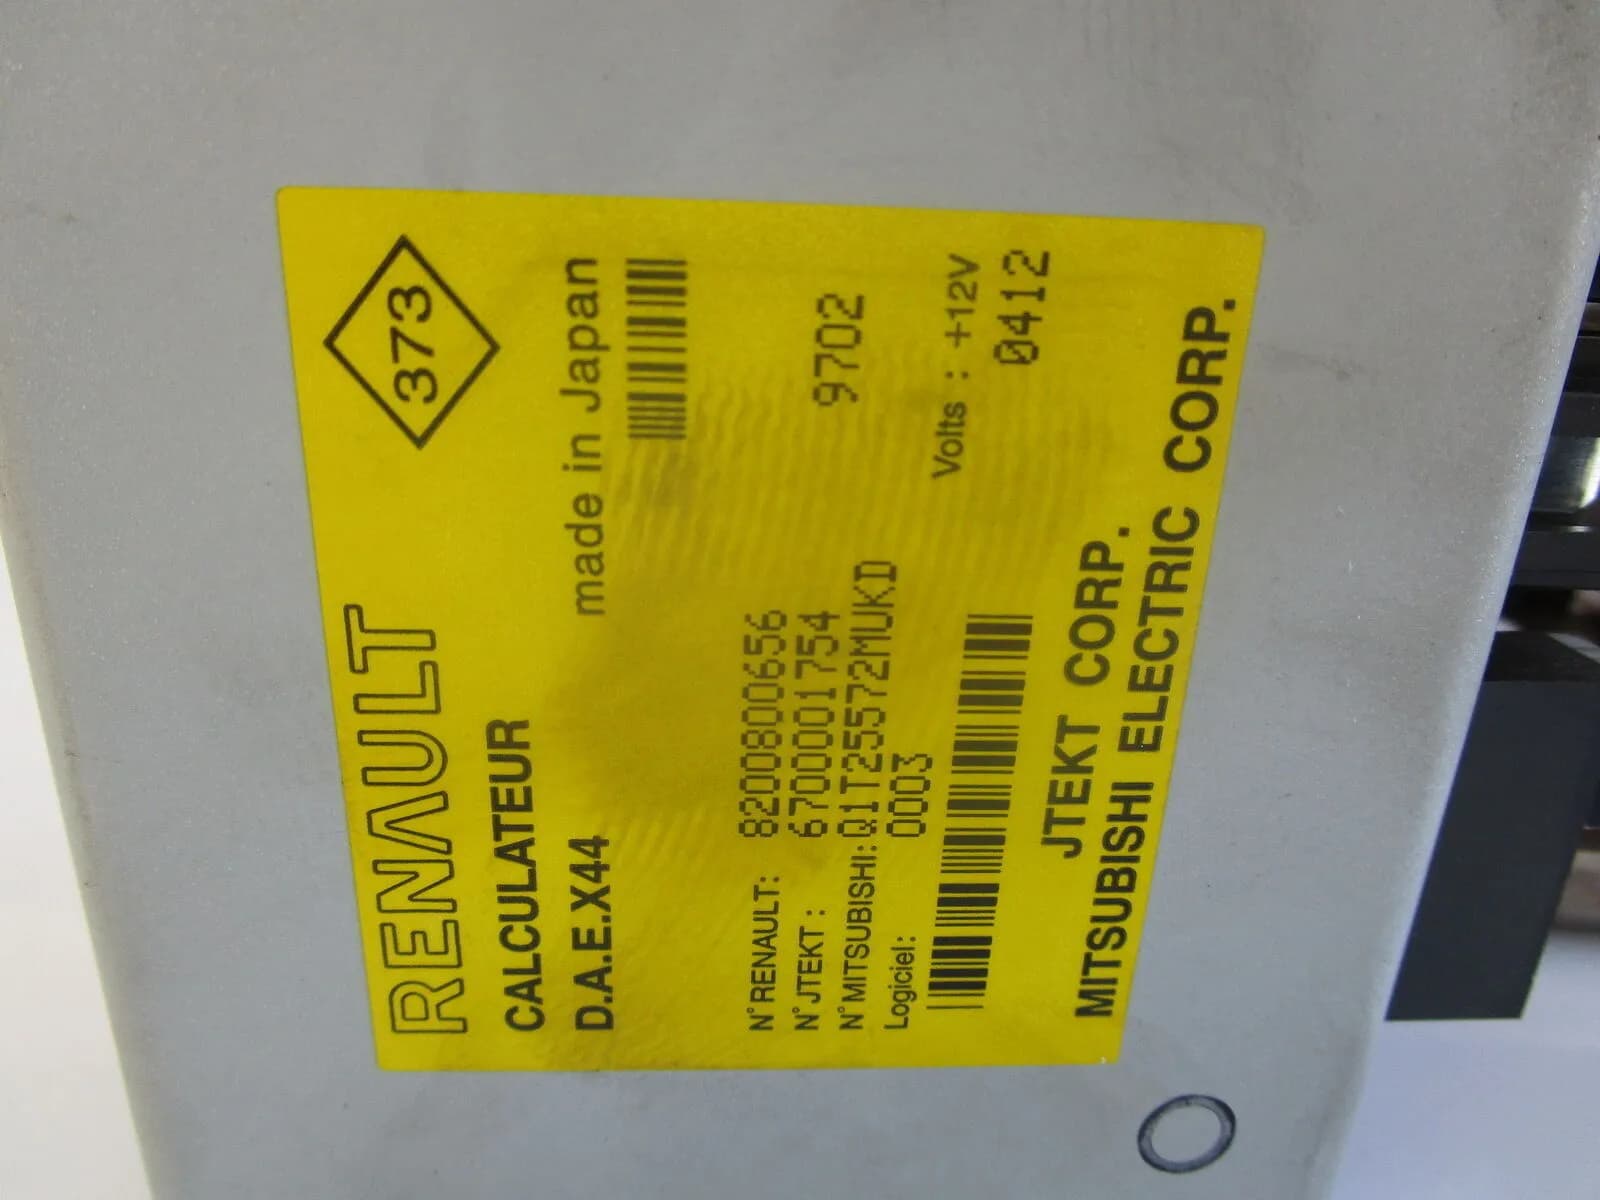 RENAULT
373
CALCULATEUR
D.A.E.X44
made in Japan
N° RENAULT: 8200800656
N° JTEKT : 6700001754 9702
N° MITSUBISHI: Q1T25572MUKD
Logiciel: 0003
Volts : +12V
0412
JTEKT CORP.
MITSUBISHI ELECTRIC CORP.